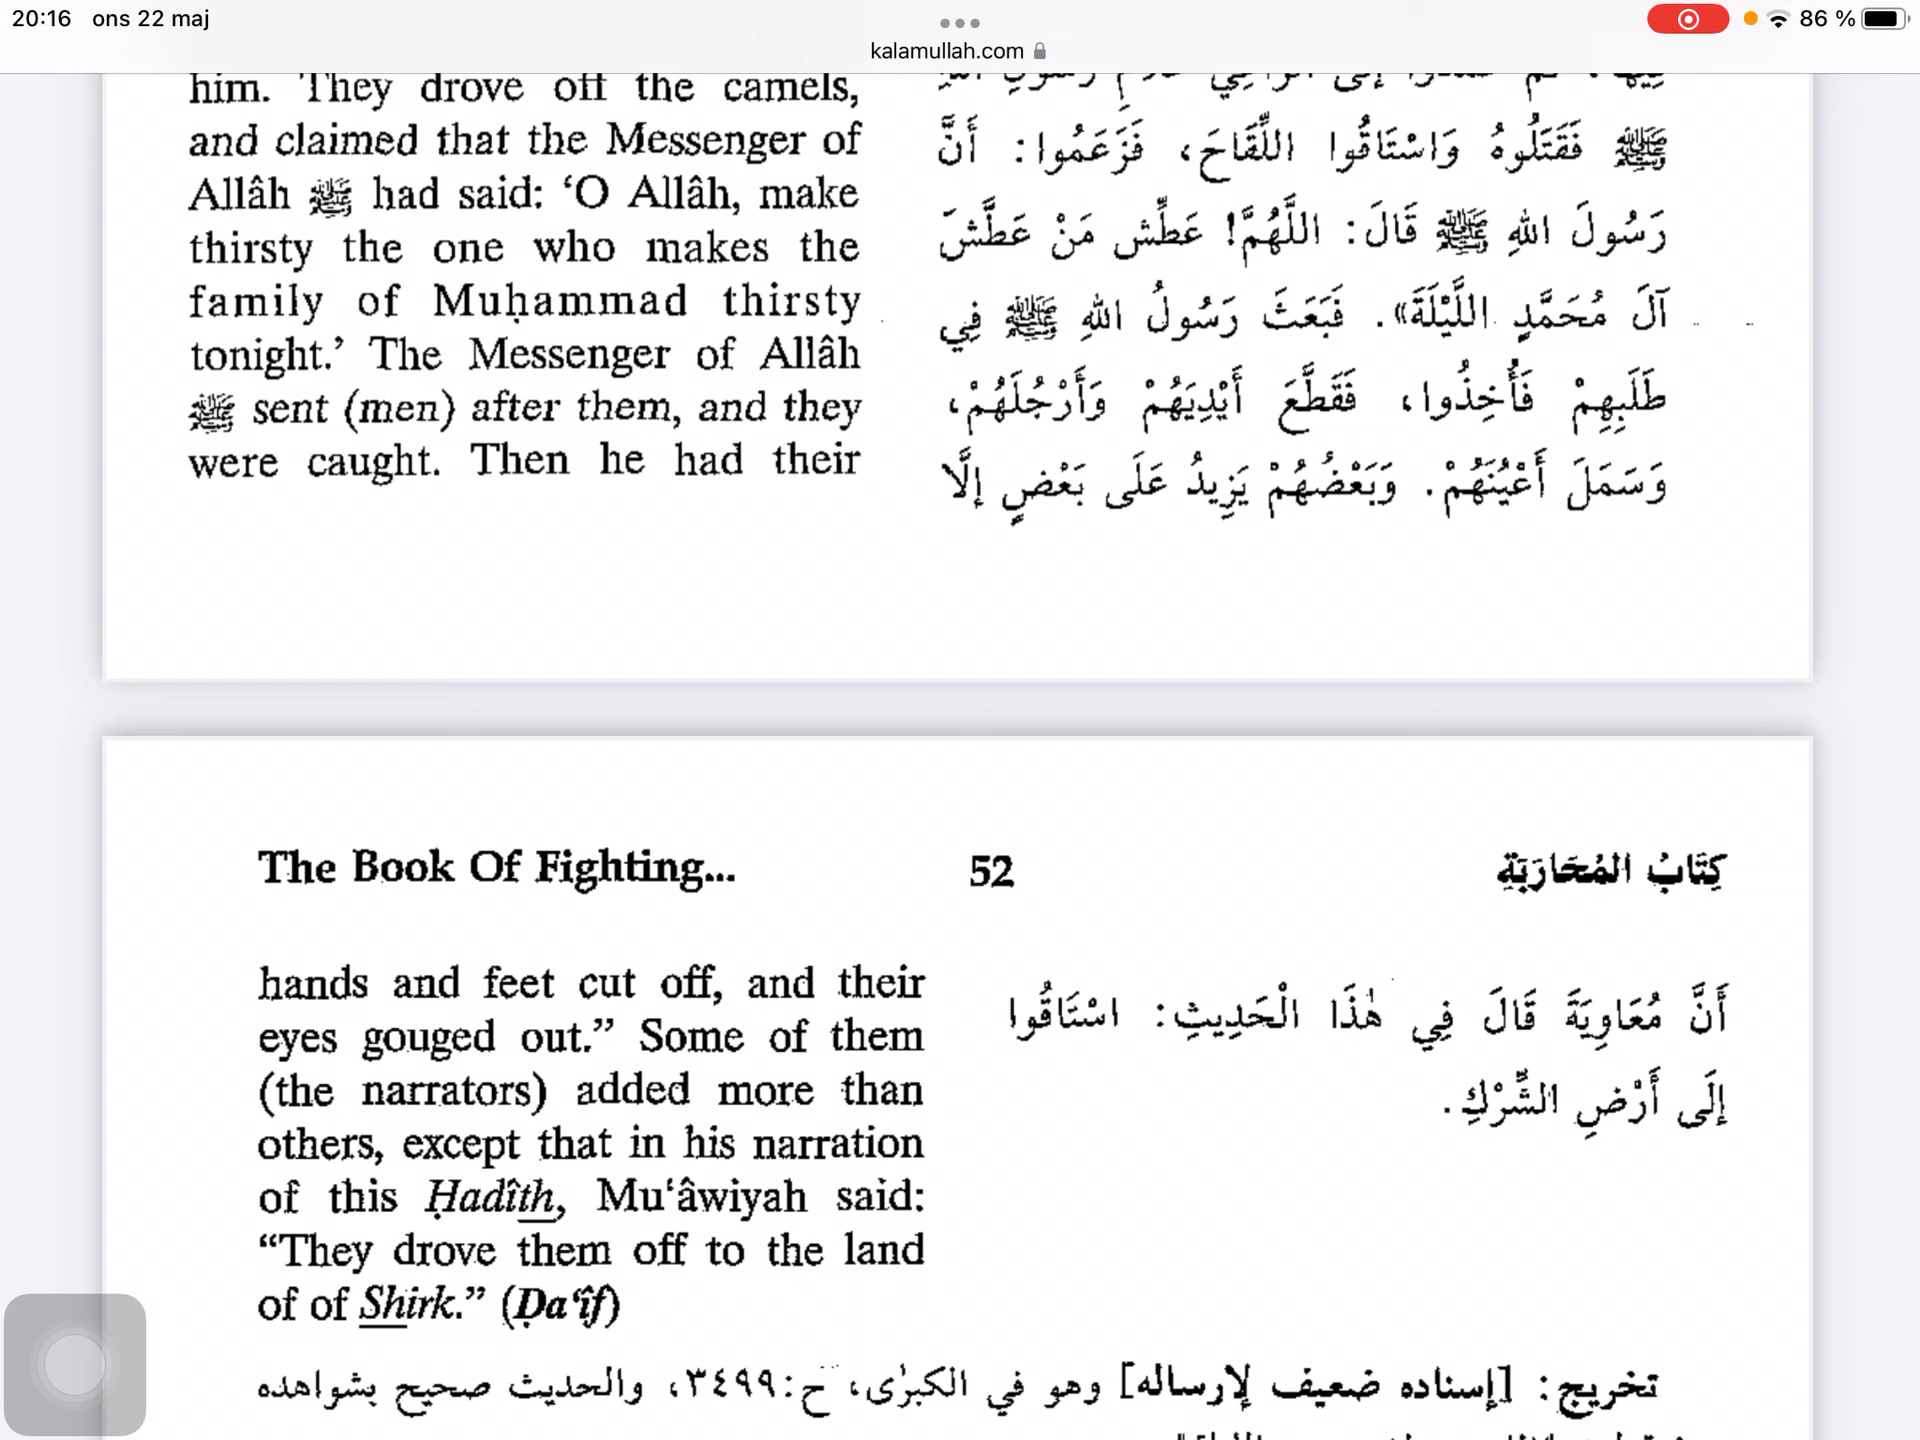 20:16 ons 22 maj
86 %
kalamullah.com
him. They drove off the camels,
and claimed that the Messenger of
Allâh ﷺ had said: ‘O Allâh, make
thirsty the one who makes the
family of Muḥammad thirsty
tonight.’ The Messenger of Allâh
ﷺ sent (men) after them, and they
were caught. Then he had their
ﷺ فَقَتَلُوهُ وَاسْتَاقُوا اللِّقَاحَ، فَزَعَمُوا: أَنَّ
رَسُولَ اللهِ ﷺ قَالَ: اللَّهُمَّ! عَطِّش مَنْ عَطَّشَ
آلَ مُحَمَّدٍ اللَّيْلَةَ». فَبَعَثَ رَسُولُ اللهِ ﷺ فِي
طَلَبِهِمْ فَأُخِذُوا، فَقَطَّعَ أَيْدِيَهُمْ وَأَرْجُلَهُمْ،
وَسَمَلَ أَعْيُنَهُمْ. وَبَعْضُهُمْ يَزِيدُ عَلَى بَعْضٍ إلَّا
The Book Of Fighting... 52 كِتَابُ المُحَارَبَةِ
hands and feet cut off, and their
eyes gouged out.” Some of them
(the narrators) added more than
others, except that in his narration
of this Ḥadîth, Mu‘âwiyah said:
“They drove them off to the land
of of Shirk.” (Ḍa‘îf)
أَنَّ مُعَاوِيَةَ قَالَ فِي هٰذَا الْحَدِيثِ: اسْتَاقُوا
إلَى أَرْضِ الشِّرْكِ.
تخريج: [إسناده ضعيف لإرساله] وهو في الكبرٰى، ح:٣٤٩٩، والحديث صحيح بشواهده